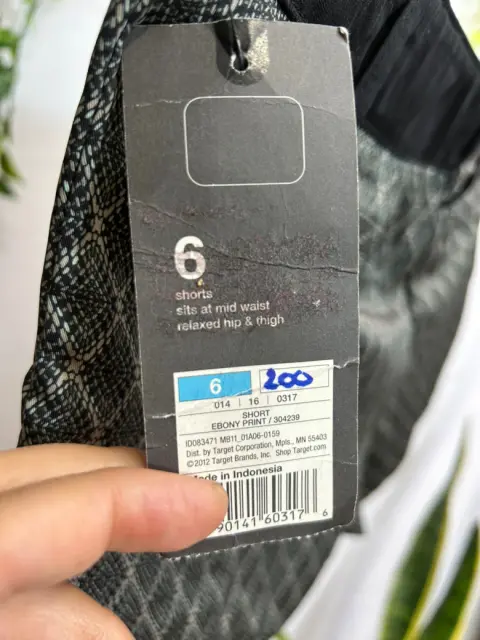 6
shorts
sits at mid waist
relaxed hip & thigh
6 200
014 | 16 | 0317
SHORT
EBONY PRINT / 304239
ID083471 MB11_01A06-0159
Dist. by Target Corporation, Mpls., MN 55403
©2012 Target Brands, Inc. Shop Target.com
Made in Indonesia
90141 60317 6